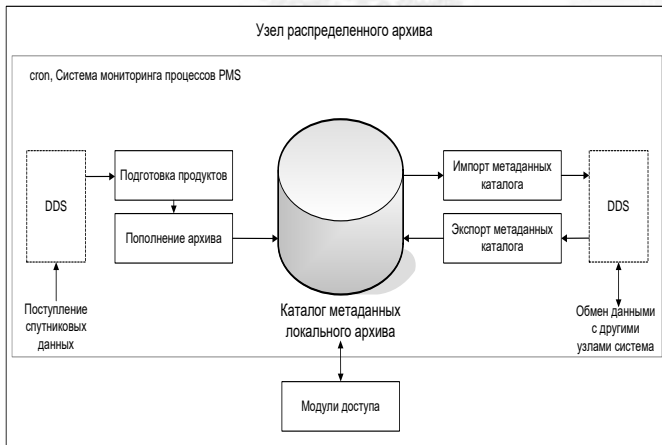 Узел распределенного архива
cron, Система мониторинга процессов PMS
DDS
Подготовка продуктов
Пополнение архива
Поступление
спутниковых
данных
Каталог метаданных
локального архива
Импорт метаданных
каталога
Экспорт метаданных
каталога
DDS
Обмен данными
с другими
узлами система
Модули доступа